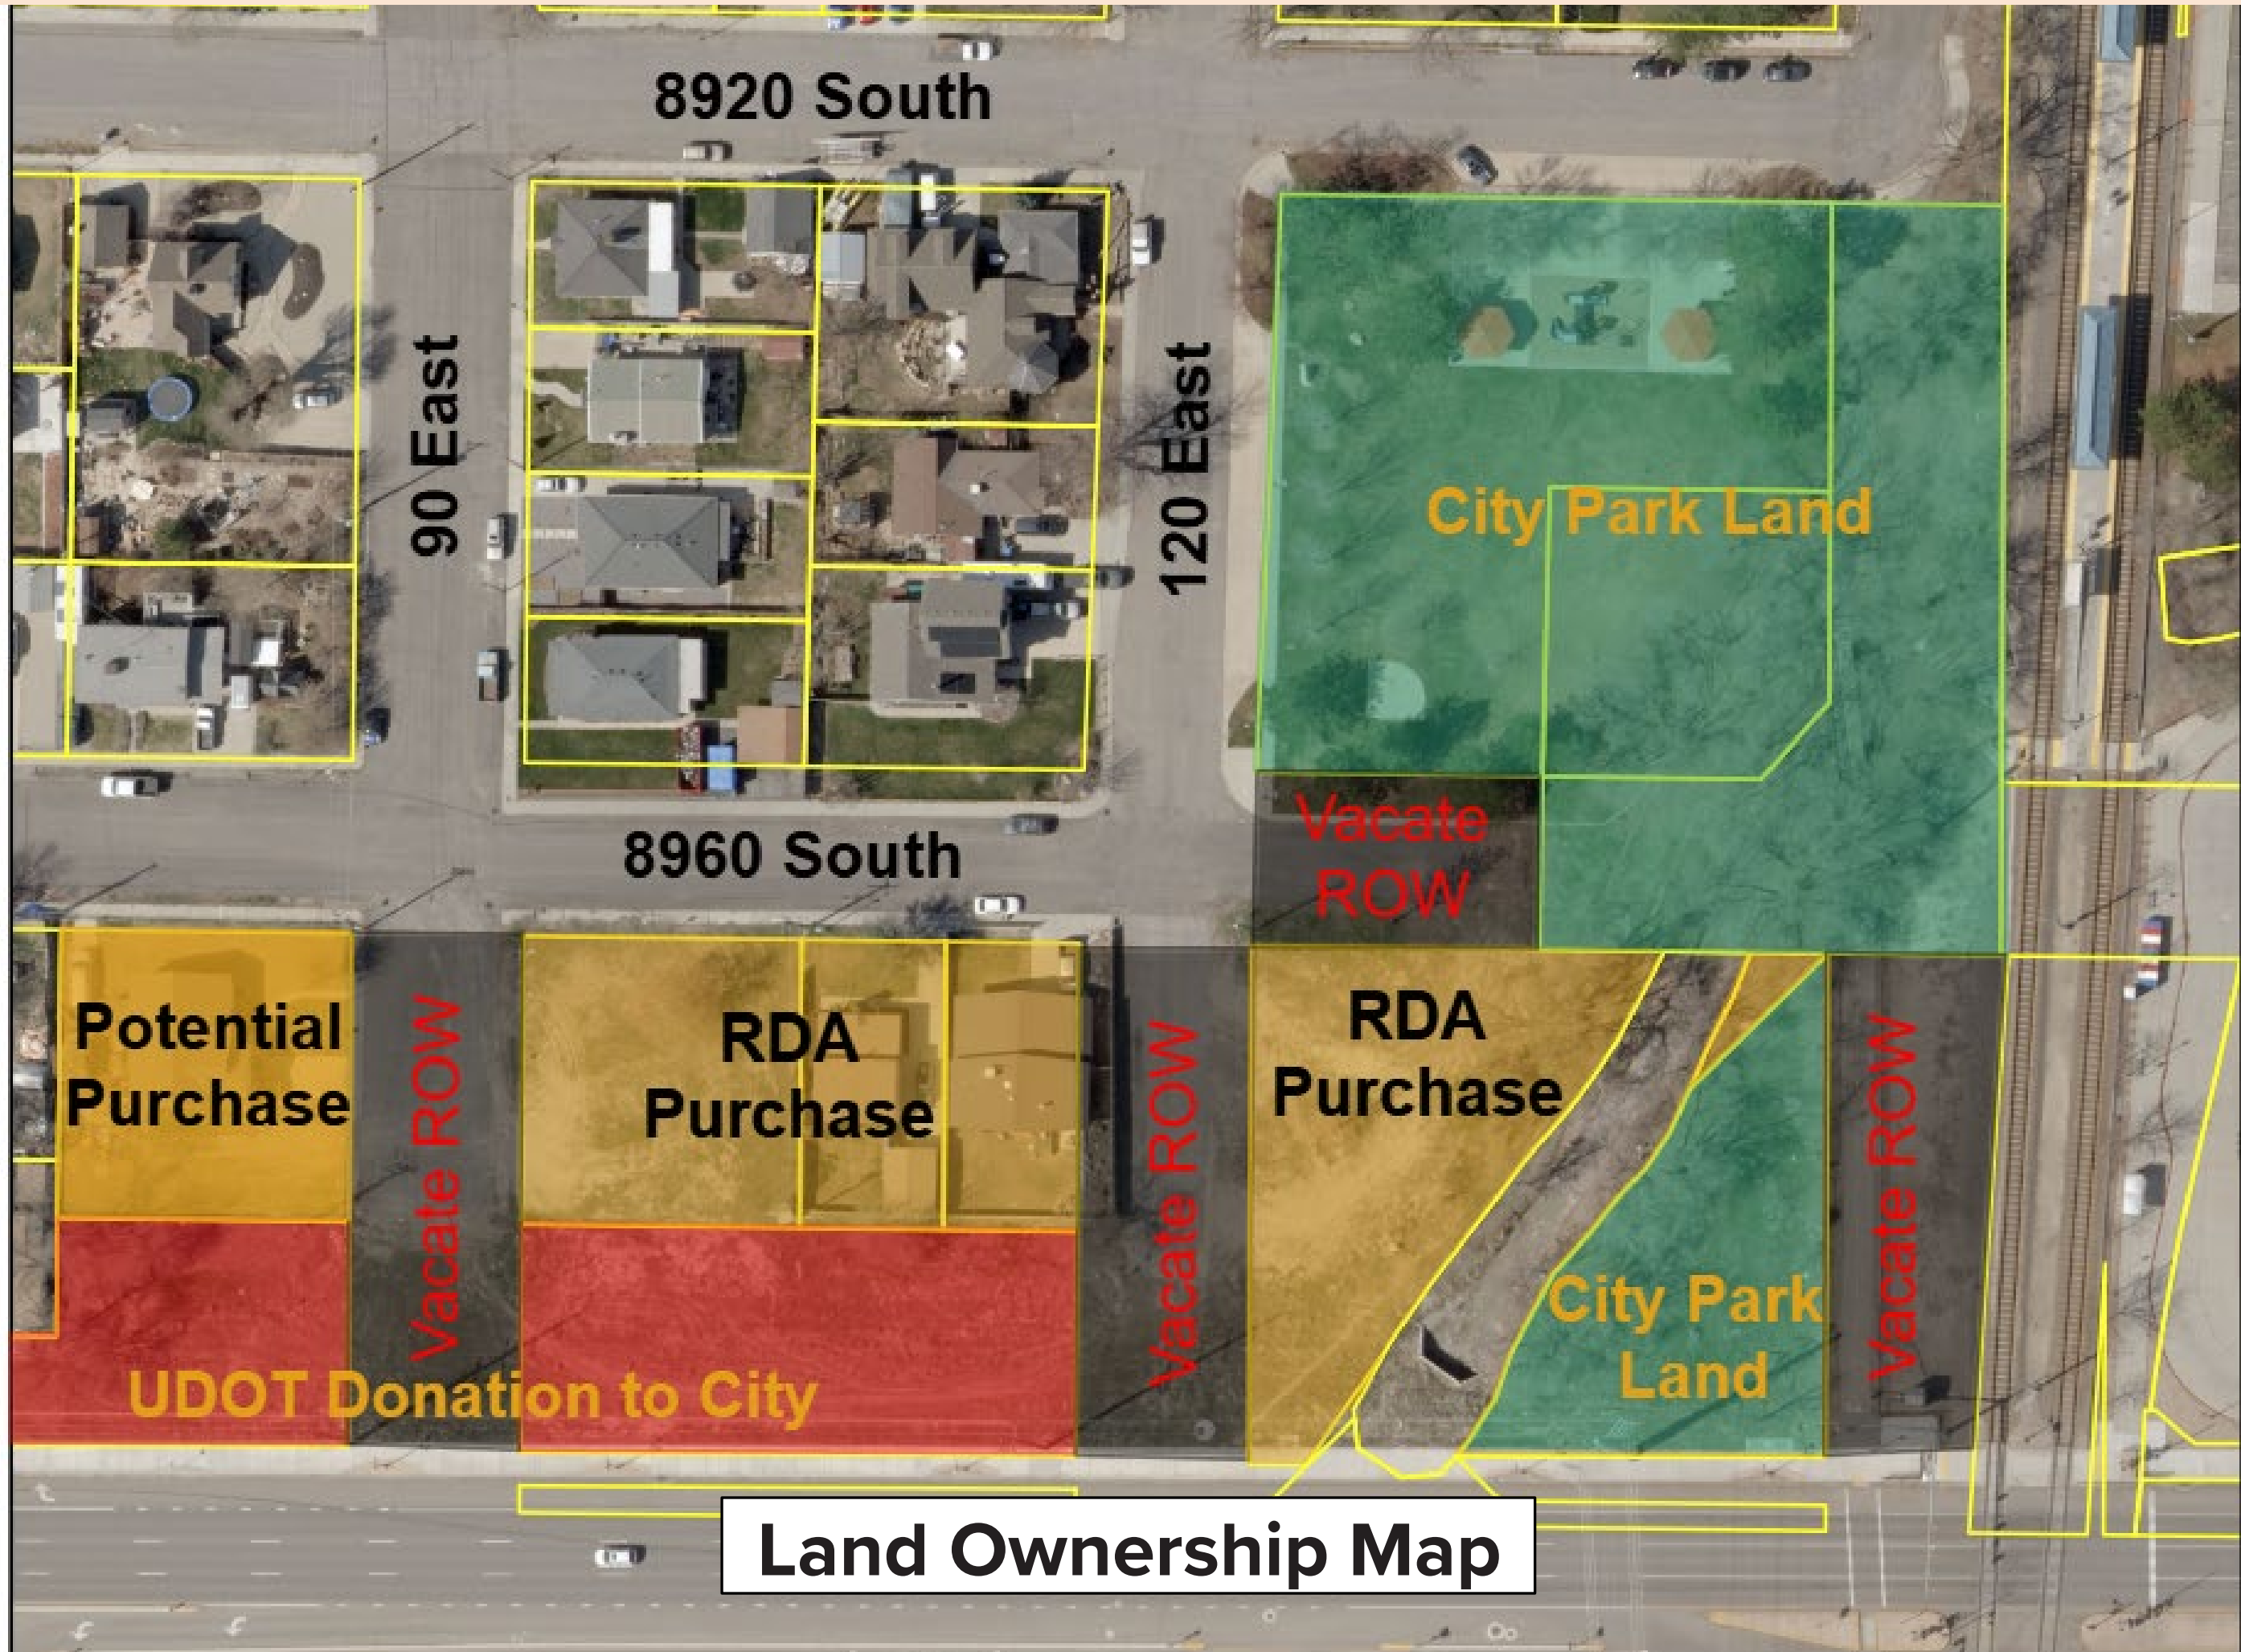 8920 South
90 East
120 East
City Park Land
Vacate
ROW
8960 South
Potential
Purchase
Vacate ROW
RDA
Purchase
Vacate ROW
RDA
Purchase
Vacate ROW
City Park
Land
UDOT Donation to City
Land Ownership Map